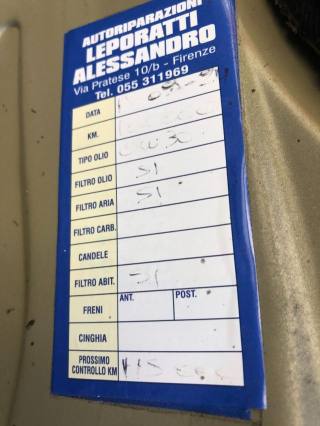 AUTORIPARAZIONI
LEPORATTI
ALESSANDRO
Via Pratese 10/b - Firenze
Tel. 055 311969
DATA
KM.
TIPO OLIO
FILTRO OLIO SI
FILTRO ARIA SI
FILTRO CARB.
CANDELE
FILTRO ABIT. SI
FRENI ANT. POST.
CINGHIA
PROSSIMO
CONTROLLO KM